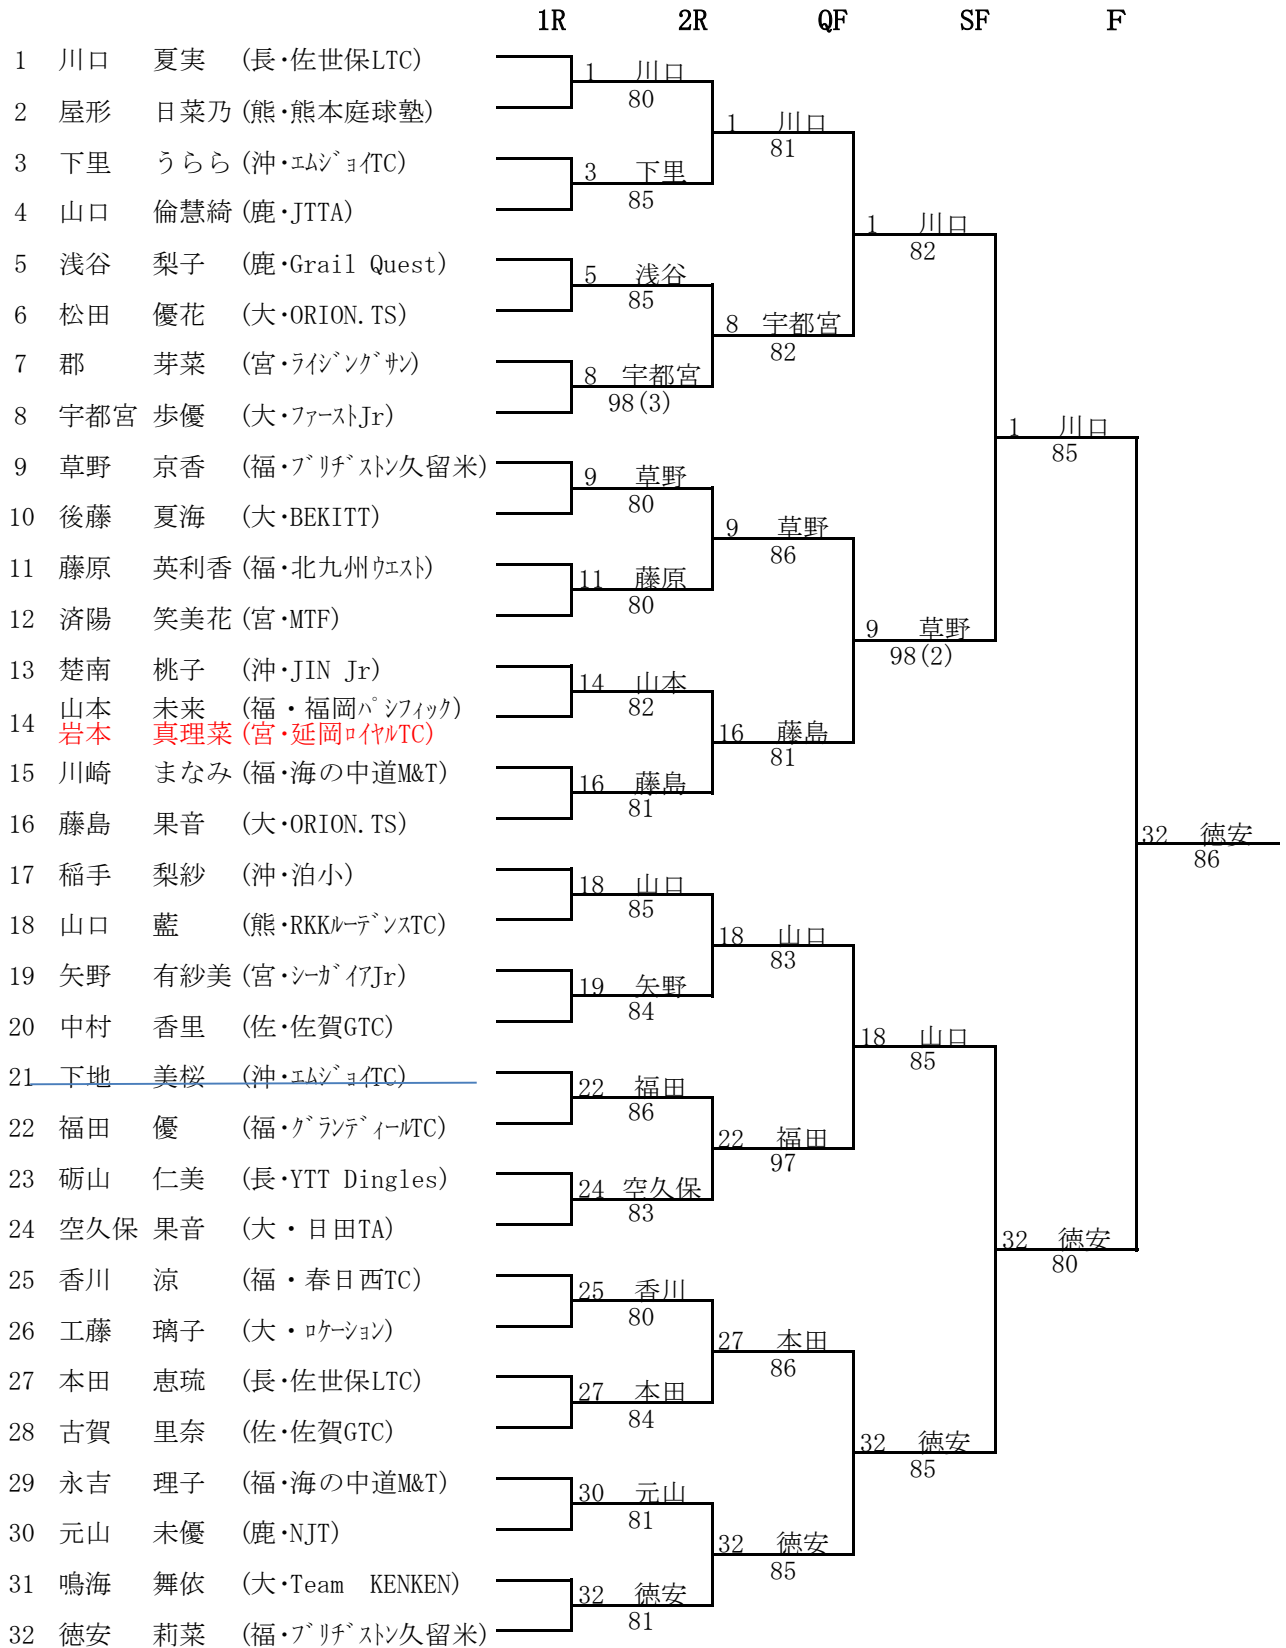 1R 2R QF SF F
1 川口 夏実 (長・佐世保LTC)
1 川口
80
2 屋形 日菜乃 (熊・熊本庭球塾)
1 川口
81
3 下里 うらら (沖・ｴﾑｼﾞｮｲTC)
3 下里
85
4 山口 倫慧綺 (鹿・JTTA)
1 川口
82
5 浅谷 梨子 (鹿・Grail Quest)
5 浅谷
85
6 松田 優花 (大・ORION.TS)
8 宇都宮
82
7 郡 芽菜 (宮・ﾗｲｼﾞﾝｸﾞｻﾝ)
8 宇都宮
98(3)
8 宇都宮 歩優 (大・ﾌｧｰｽﾄJr)
1 川口
85
9 草野 京香 (福・ﾌﾞﾘﾁﾞｽﾄﾝ久留米)
9 草野
80
10 後藤 夏海 (大・BEKITT)
9 草野
86
11 藤原 英利香 (福・北九州ｳｴｽﾄ)
11 藤原
80
12 済陽 笑美花 (宮・MTF)
9 草野
98(2)
13 楚南 桃子 (沖・JIN Jr)
14 山本
82
山本 未来 (福・福岡ﾊﾟｼﾌｨｯｸ)
14 岩本 真理菜 (宮・延岡ﾛｲﾔﾙTC)
16 藤島
81
15 川崎 まなみ (福・海の中道M&T)
16 藤島
81
16 藤島 果音 (大・ORION.TS)
32 徳安
86
17 稲手 梨紗 (沖・泊小)
18 山口
85
18 山口 藍 (熊・RKKﾙｰﾃﾞﾝｽTC)
18 山口
83
19 矢野 有紗美 (宮・ｼｰｶﾞｲｱJr)
19 矢野
84
20 中村 香里 (佐・佐賀GTC)
18 山口
85
21 下地 美桜 (沖・ｴﾑｼﾞｮｲTC)
22 福田
86
22 福田 優 (福・ｸﾞﾗﾝﾃﾞｨｰﾙTC)
22 福田
97
23 砺山 仁美 (長・YTT Dingles)
24 空久保
83
24 空久保 果音 (大・日田TA)
32 徳安
80
25 香川 涼 (福・春日西TC)
25 香川
80
26 工藤 璃子 (大・ﾛｹｰｼｮﾝ)
27 本田
86
27 本田 恵琉 (長・佐世保LTC)
27 本田
84
28 古賀 里奈 (佐・佐賀GTC)
32 徳安
85
29 永吉 理子 (福・海の中道M&T)
30 元山
81
30 元山 未優 (鹿・NJT)
32 徳安
85
31 鳴海 舞依 (大・Team KENKEN)
32 徳安
81
32 徳安 莉菜 (福・ﾌﾞﾘﾁﾞｽﾄﾝ久留米)